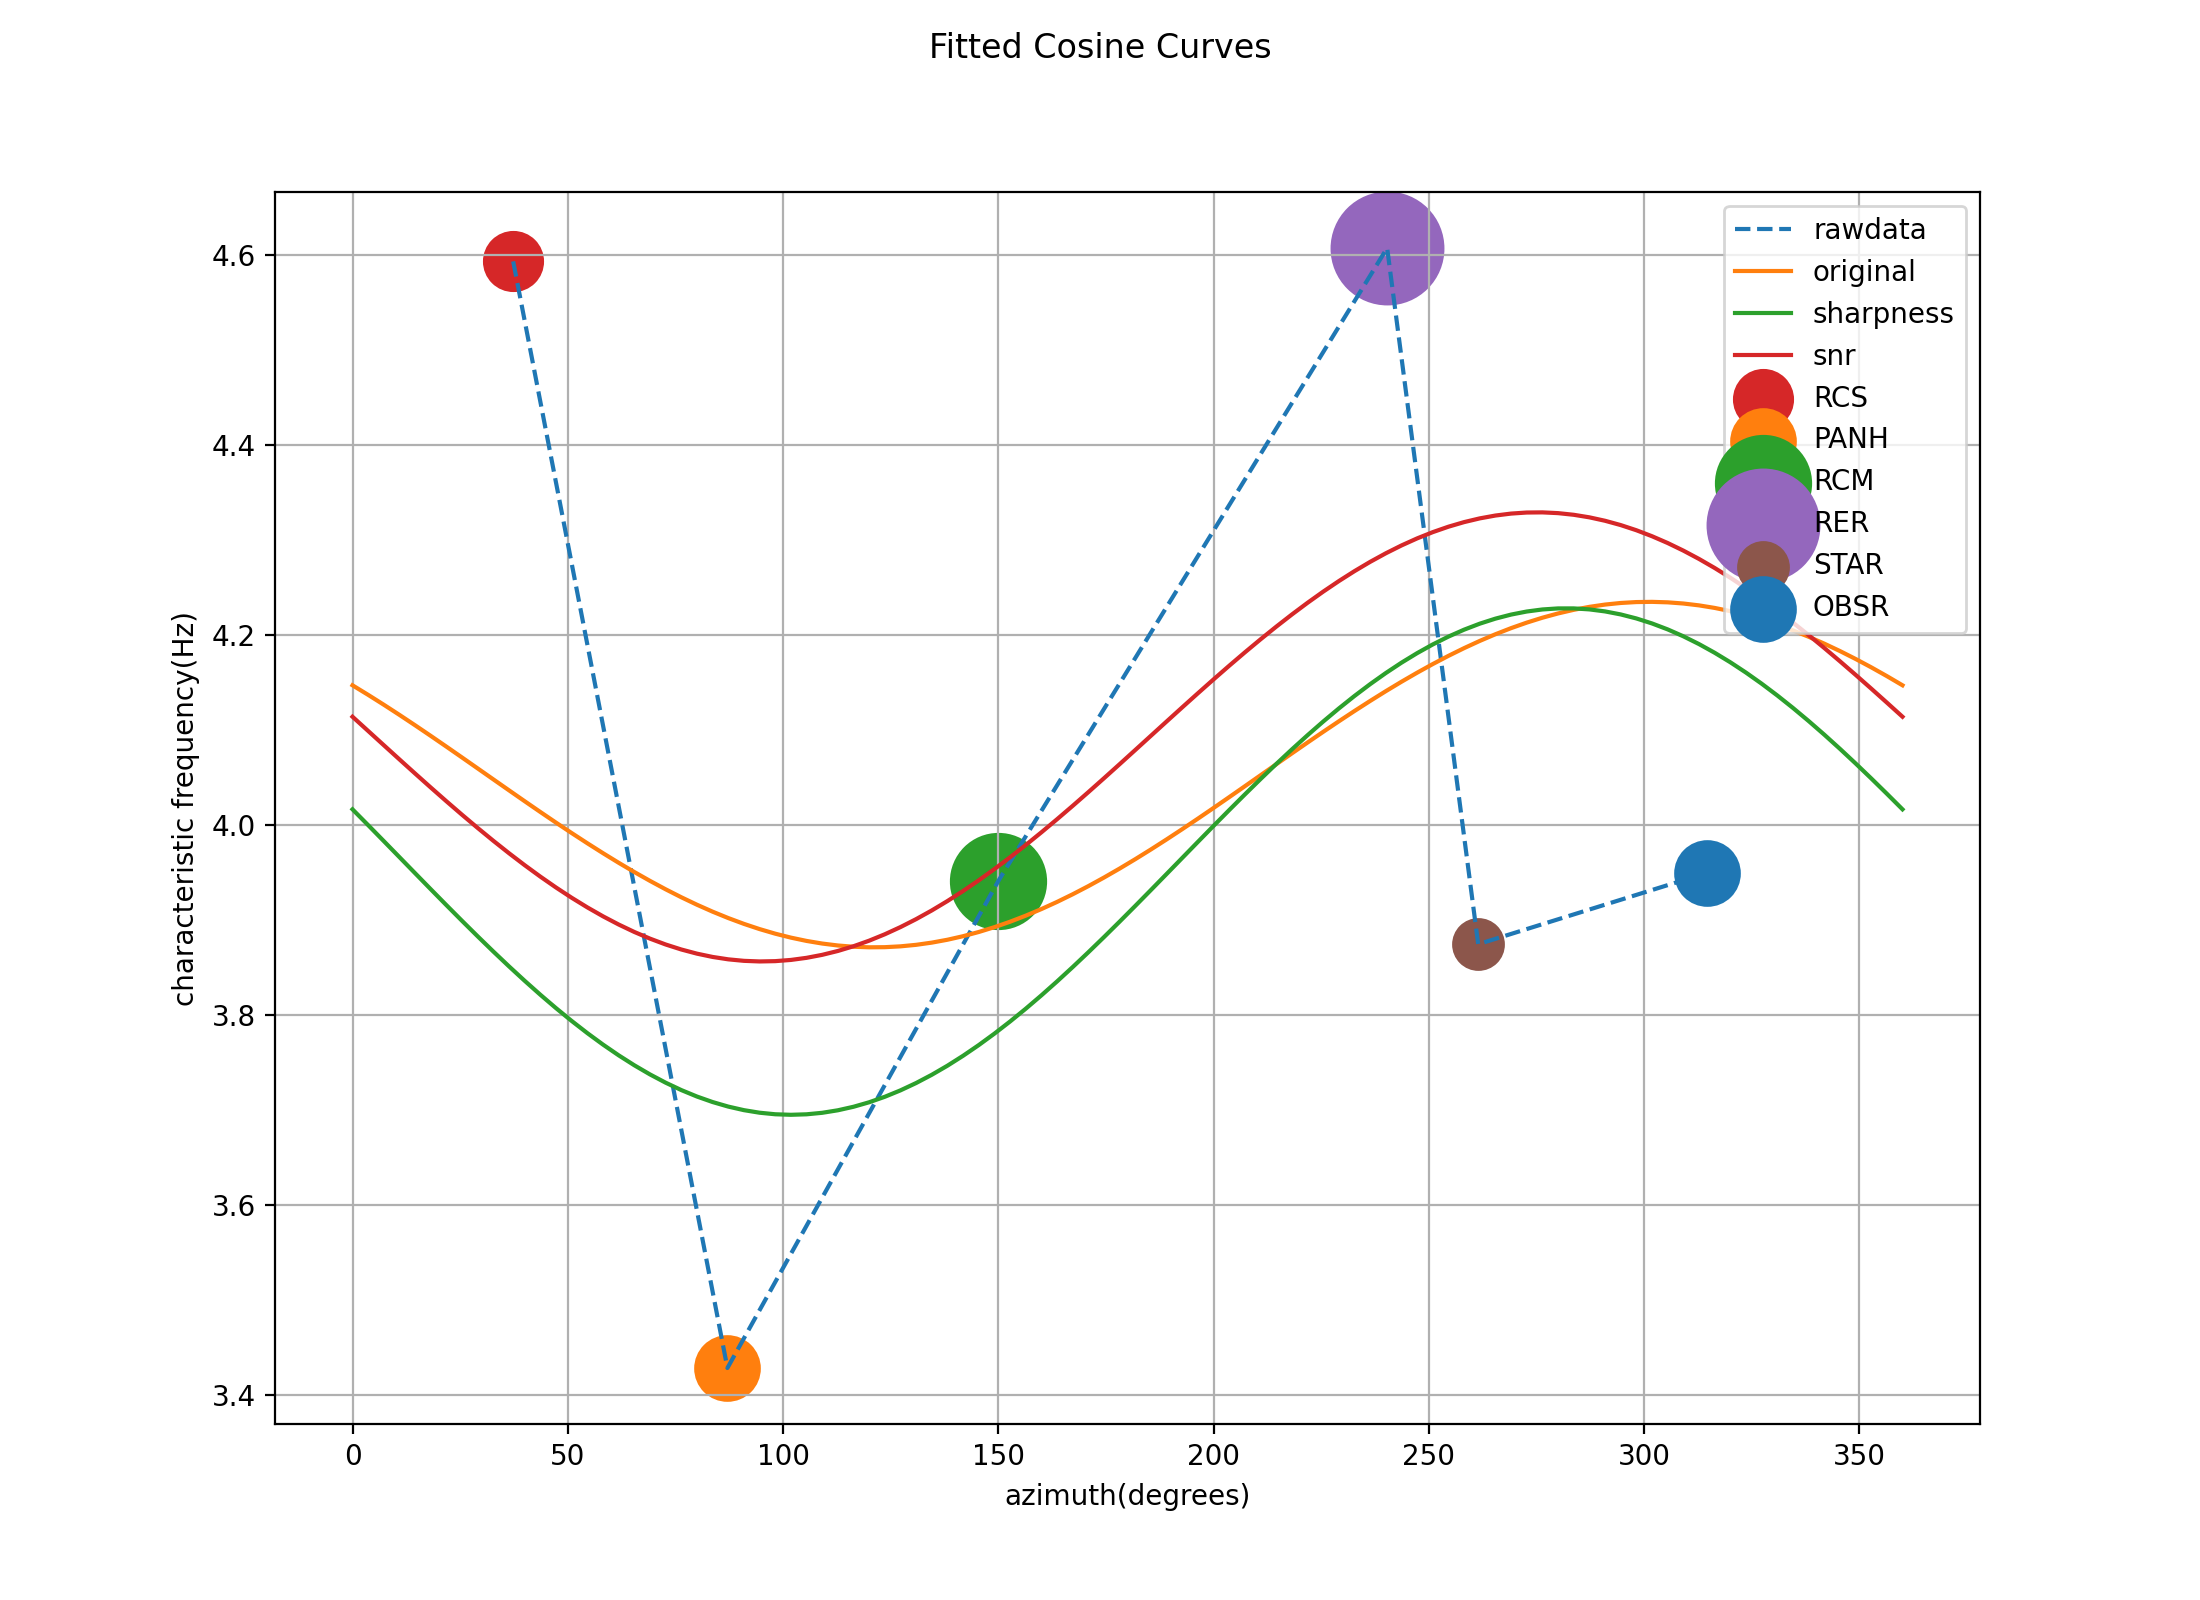 Fitted Cosine Curves
rawdata
original
sharpness
snr
RCS
PANH
RCM
RER
STAR
OBSR
characteristic frequency(Hz)
4.6
4.4
4.2
4.0
3.8
3.6
3.4
0 50 100 150 200 250 300 350
azimuth(degrees)